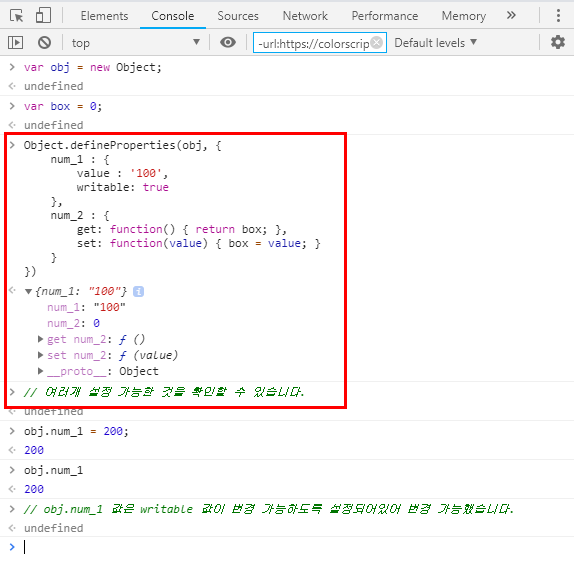 Elements Console Sources Network Performance Memory »
top -url:https://colorscrip Default levels
> var obj = new Object;
< undefined
> var box = 0;
< undefined
> Object.defineProperties(obj, {
num_1 : {
value : '100',
writable: true
},
num_2 : {
get: function() { return box; },
set: function(value) { box = value; }
}
})
< ▼{num_1: "100"} i
num_1: "100"
num_2: 0
▶ get num_2: ƒ ()
▶ set num_2: ƒ (value)
▶ __proto__: Object
> // 여러개 설정 가능한 것을 확인할 수 있습니다.
< undefined
> obj.num_1 = 200;
< 200
> obj.num_1
< 200
> // obj.num_1 값은 writable 값이 변경 가능하도록 설정되어있어 변경 가능했습니다.
< undefined
>